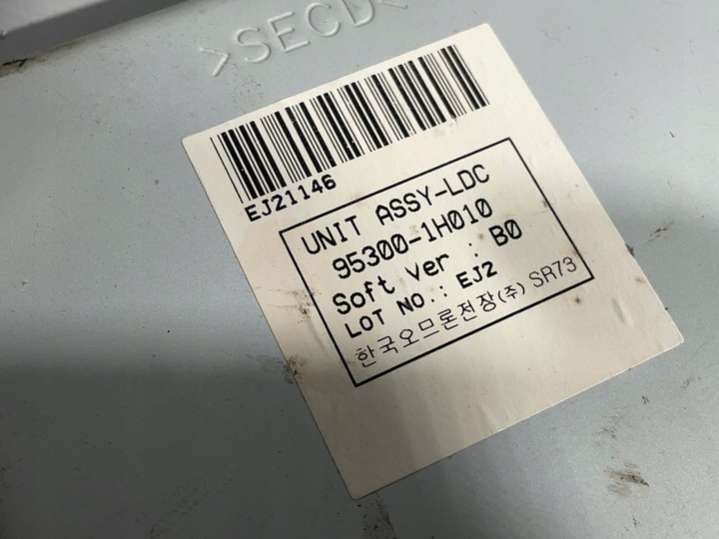 >SECD<
EJ21146
UNIT ASSY-LDC
95300-1H010
Soft ver : B0
LOT NO.: EJ2
한국오므론전장(주) SR73